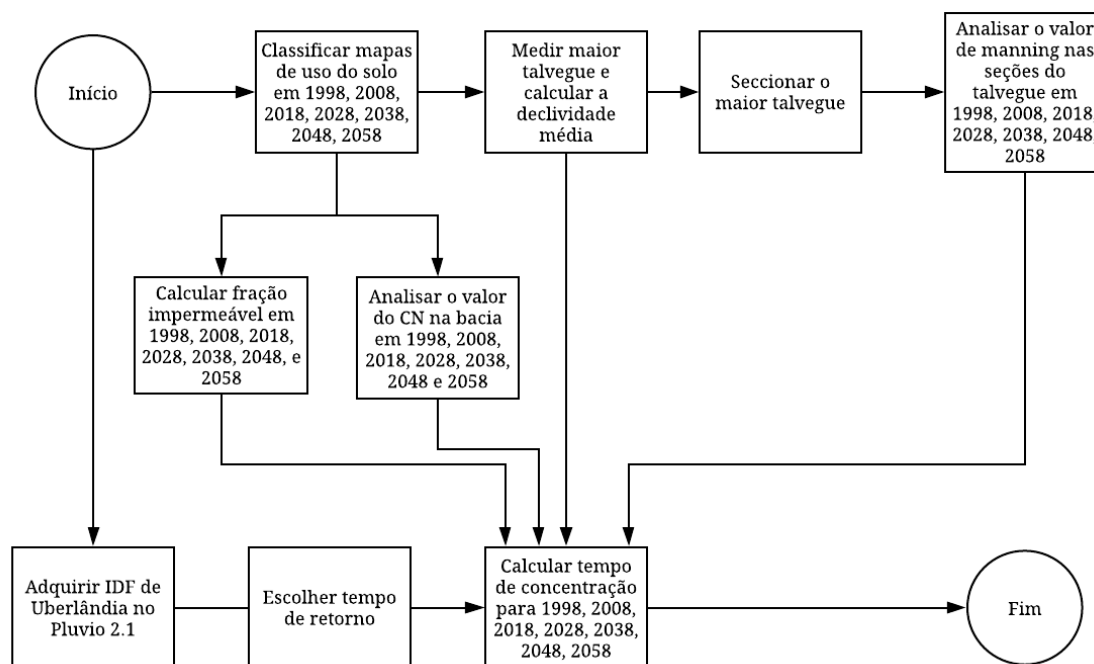 Início
Classificar mapas
de uso do solo
em 1998, 2008,
2018, 2028, 2038,
2048, 2058
Medir maior
talvegue e
calcular a
declividade
média
Seccionar o
maior talvegue
Analisar o valor
de manning nas
seções do
talvegue em
1998, 2008, 2018,
2028, 2038, 2048,
2058
Calcular fração
impermeável em
1998, 2008, 2018,
2028, 2038, 2048, e
2058
Analisar o valor
do CN na bacia
em 1998, 2008,
2018, 2028, 2038,
2048 e 2058
Adquirir IDF de
Uberlândia no
Pluvio 2.1
Escolher tempo
de retorno
Calcular tempo
de concentração
para 1998, 2008,
2018, 2028, 2038,
2048, 2058
Fim